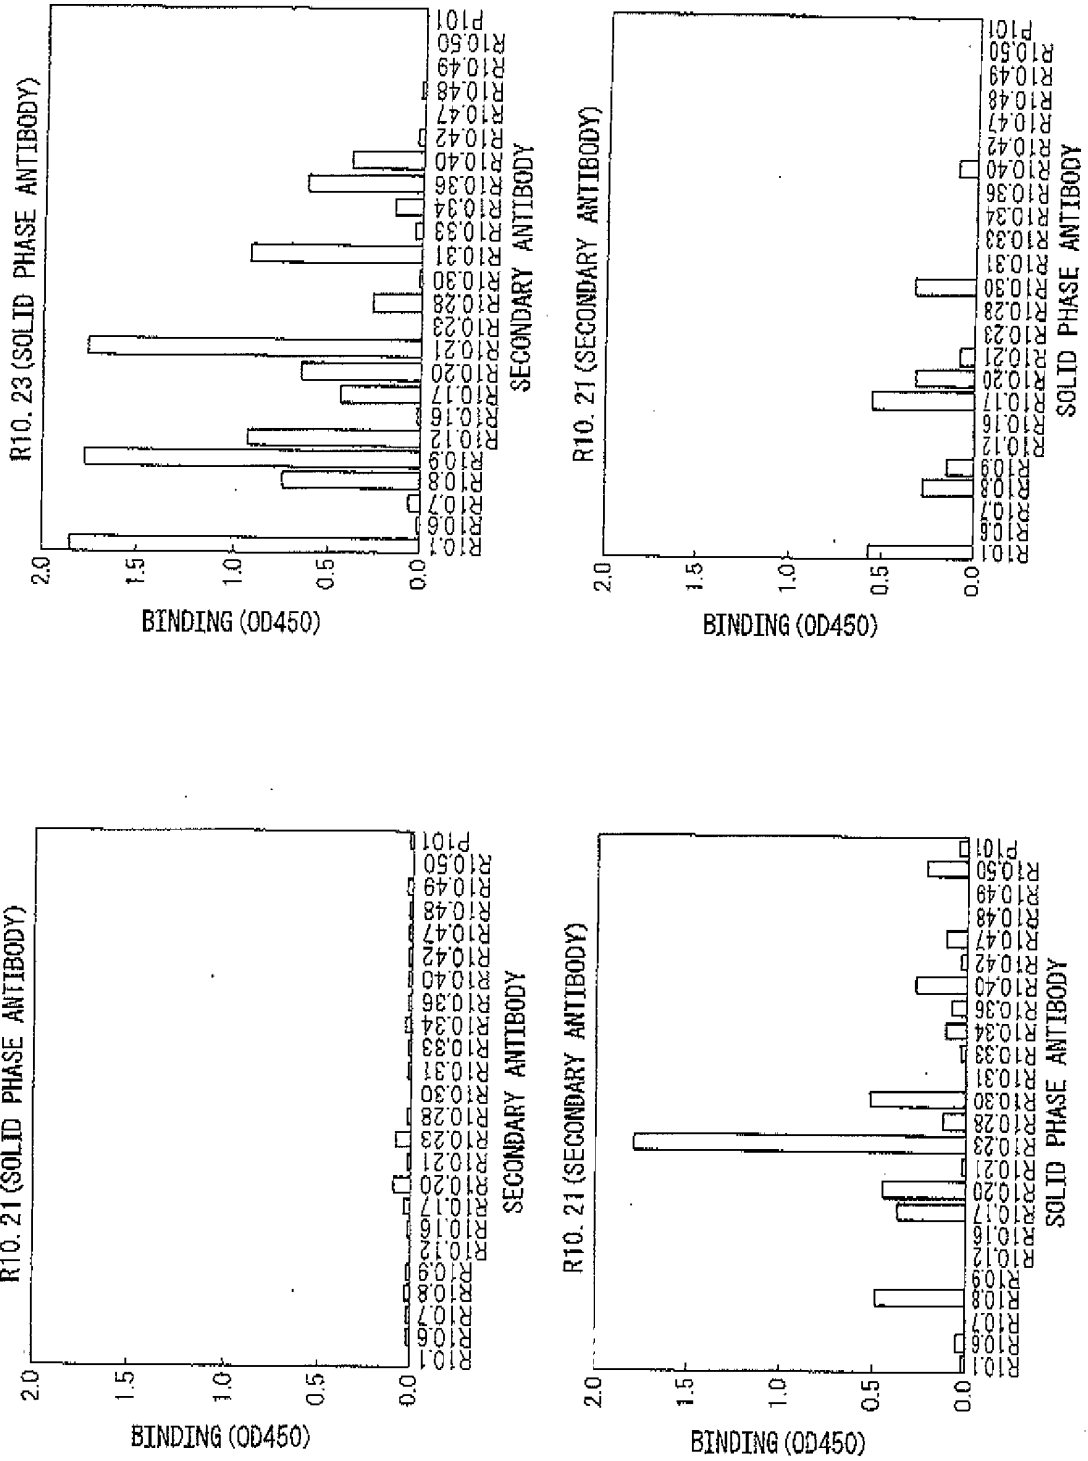 R10. 21 (SOLID PHASE ANTIBODY)
BINDING (OD450)
2.0
1.5
1.0
0.5
0.0
R10.1
R10.6
R10.7
R10.8
R10.9
R10.12
R10.16
R10.17
R10.20
R10.21
R10.23
R10.28
R10.30
R10.31
R10.33
R10.34
R10.36
R10.40
R10.42
R10.47
R10.48
R10.49
R10.50
P101
SECONDARY ANTIBODY
R10. 23 (SOLID PHASE ANTIBODY)
BINDING (OD450)
2.0
1.5
1.0
0.5
0.0
R10.1
R10.6
R10.7
R10.8
R10.9
R10.12
R10.16
R10.17
R10.20
R10.21
R10.23
R10.28
R10.30
R10.31
R10.33
R10.34
R10.36
R10.40
R10.42
R10.47
R10.48
R10.49
R10.50
P101
SECONDARY ANTIBODY
R10. 21 (SECONDARY ANTIBODY)
BINDING (OD450)
2.0
1.5
1.0
0.5
0.0
R10.1
R10.6
R10.7
R10.8
R10.9
R10.12
R10.16
R10.17
R10.20
R10.21
R10.23
R10.28
R10.30
R10.31
R10.33
R10.34
R10.36
R10.40
R10.42
R10.47
R10.48
R10.49
R10.50
P101
SOLID PHASE ANTIBODY
R10. 21 (SECONDARY ANTIBODY)
BINDING (OD450)
2.0
1.5
1.0
0.5
0.0
R10.1
R10.6
R10.7
R10.8
R10.9
R10.12
R10.16
R10.17
R10.20
R10.21
R10.23
R10.28
R10.30
R10.31
R10.33
R10.34
R10.36
R10.40
R10.42
R10.47
R10.48
R10.49
R10.50
P101
SOLID PHASE ANTIBODY